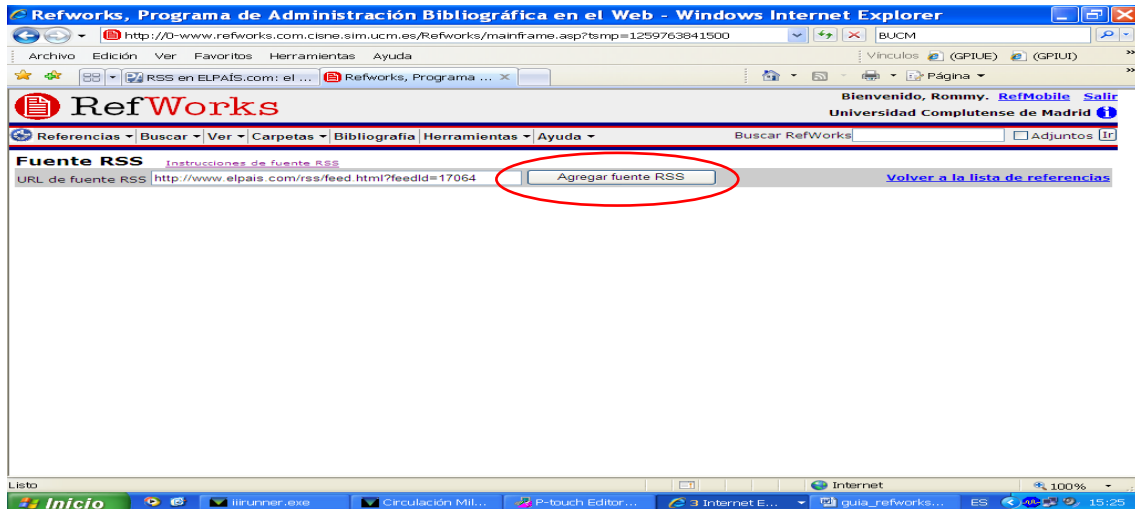 Refworks, Programa de Administración Bibliográfica en el Web - Windows Internet Explorer
http://0-www.refworks.com.cisne.sim.ucm.es/Refworks/mainframe.asp?tsmp=1259763841500 BUCM
Archivo Edición Ver Favoritos Herramientas Ayuda Vínculos (GPIUE) (GPIUI) »
RSS en ELPAÍS.com: el ... Refworks, Programa ... Página »
RefWorks
Bienvenido, Rommy. RefMobile Salir
Universidad Complutense de Madrid
Referencias Buscar Ver Carpetas Bibliografía Herramientas Ayuda Buscar RefWorks Adjuntos Ir
Fuente RSS Instrucciones de fuente RSS
URL de fuente RSS http://www.elpais.com/rss/feed.html?feedId=17064 Agregar fuente RSS Volver a la lista de referencias
Listo Internet 100%
Inicio iiirunner.exe Circulación Mil... P-touch Editor... 3 Internet E... guia_refworks... ES 15:25